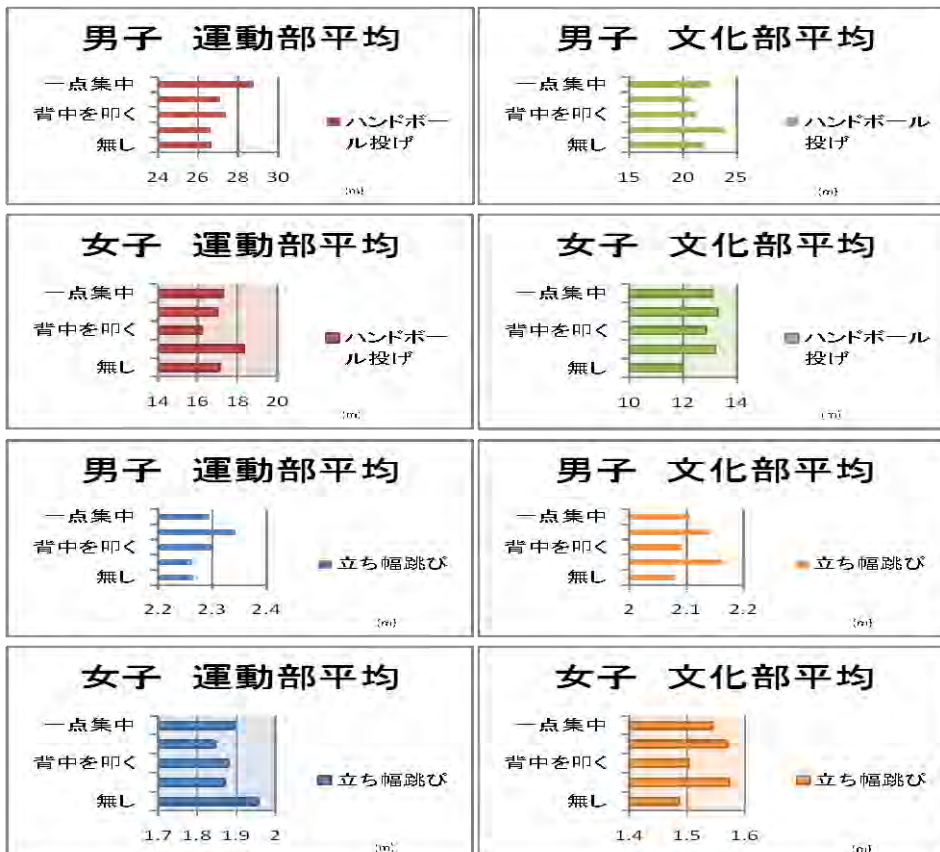 男子 運動部平均
一点集中
背中を叩く
無し
24 26 28 30
(m)
ハンドボー
ル投げ
男子 文化部平均
一点集中
背中を叩く
無し
15 20 25
(m)
ハンドボール
投げ
女子 運動部平均
一点集中
背中を叩く
無し
14 16 18 20
(m)
ハンドボー
ル投げ
女子 文化部平均
一点集中
背中を叩く
無し
10 12 14
(m)
ハンドボール
投げ
男子 運動部平均
一点集中
背中を叩く
無し
2.2 2.3 2.4
(m)
立ち幅跳び
男子 文化部平均
一点集中
背中を叩く
無し
2 2.1 2.2
(m)
立ち幅跳び
女子 運動部平均
一点集中
背中を叩く
無し
1.7 1.8 1.9 2
(m)
立ち幅跳び
女子 文化部平均
一点集中
背中を叩く
無し
1.4 1.5 1.6
(m)
立ち幅跳び